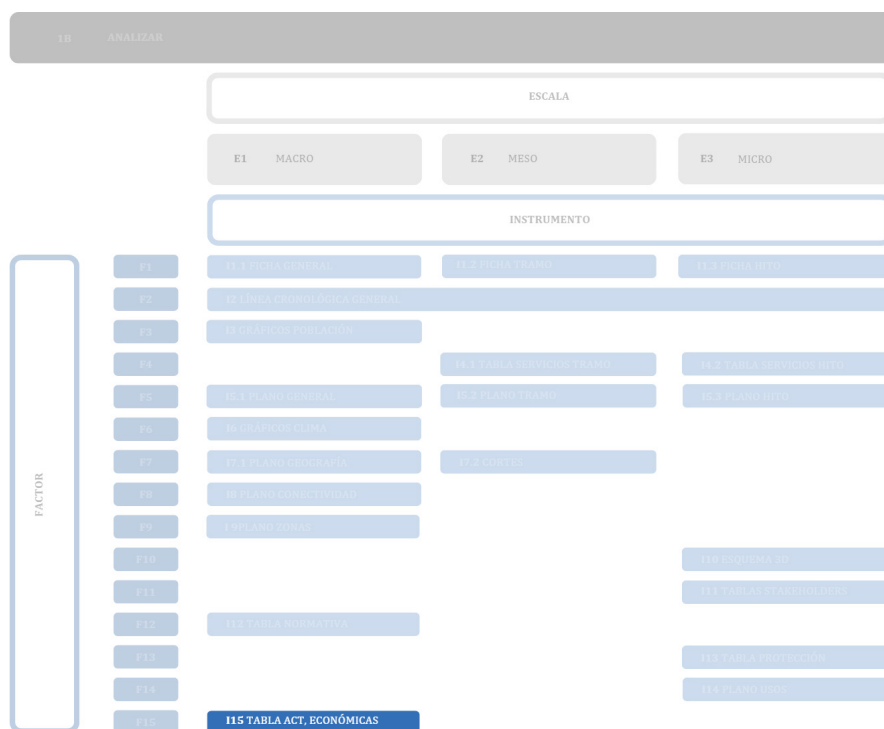 1B ANALIZAR
ESCALA
E1 MACRO E2 MESO E3 MICRO
INSTRUMENTO
FACTOR
F1 I1.1 FICHA GENERAL I1.2 FICHA TRAMO I1.3 FICHA HITO
F2 I2 LÍNEA CRONOLÓGICA GENERAL
F3 I3 GRÁFICOS POBLACIÓN
F4 I4.1 TABLA SERVICIOS TRAMO I4.2 TABLA SERVICIOS HITO
F5 I5.1 PLANO GENERAL I5.2 PLANO TRAMO I5.3 PLANO HITO
F6 I6 GRÁFICOS CLIMA
F7 I7.1 PLANO GEOGRAFÍA I7.2 CORTES
F8 I8 PLANO CONECTIVIDAD
F9 I9 PLANO ZONAS
F10 I10 ESQUEMA 3D
F11 I11 TABLAS STAKEHOLDERS
F12 I12 TABLA NORMATIVA
F13 I13 TABLA PROTECCIÓN
F14 I14 PLANO USOS
F15 I15 TABLA ACT, ECONÓMICAS